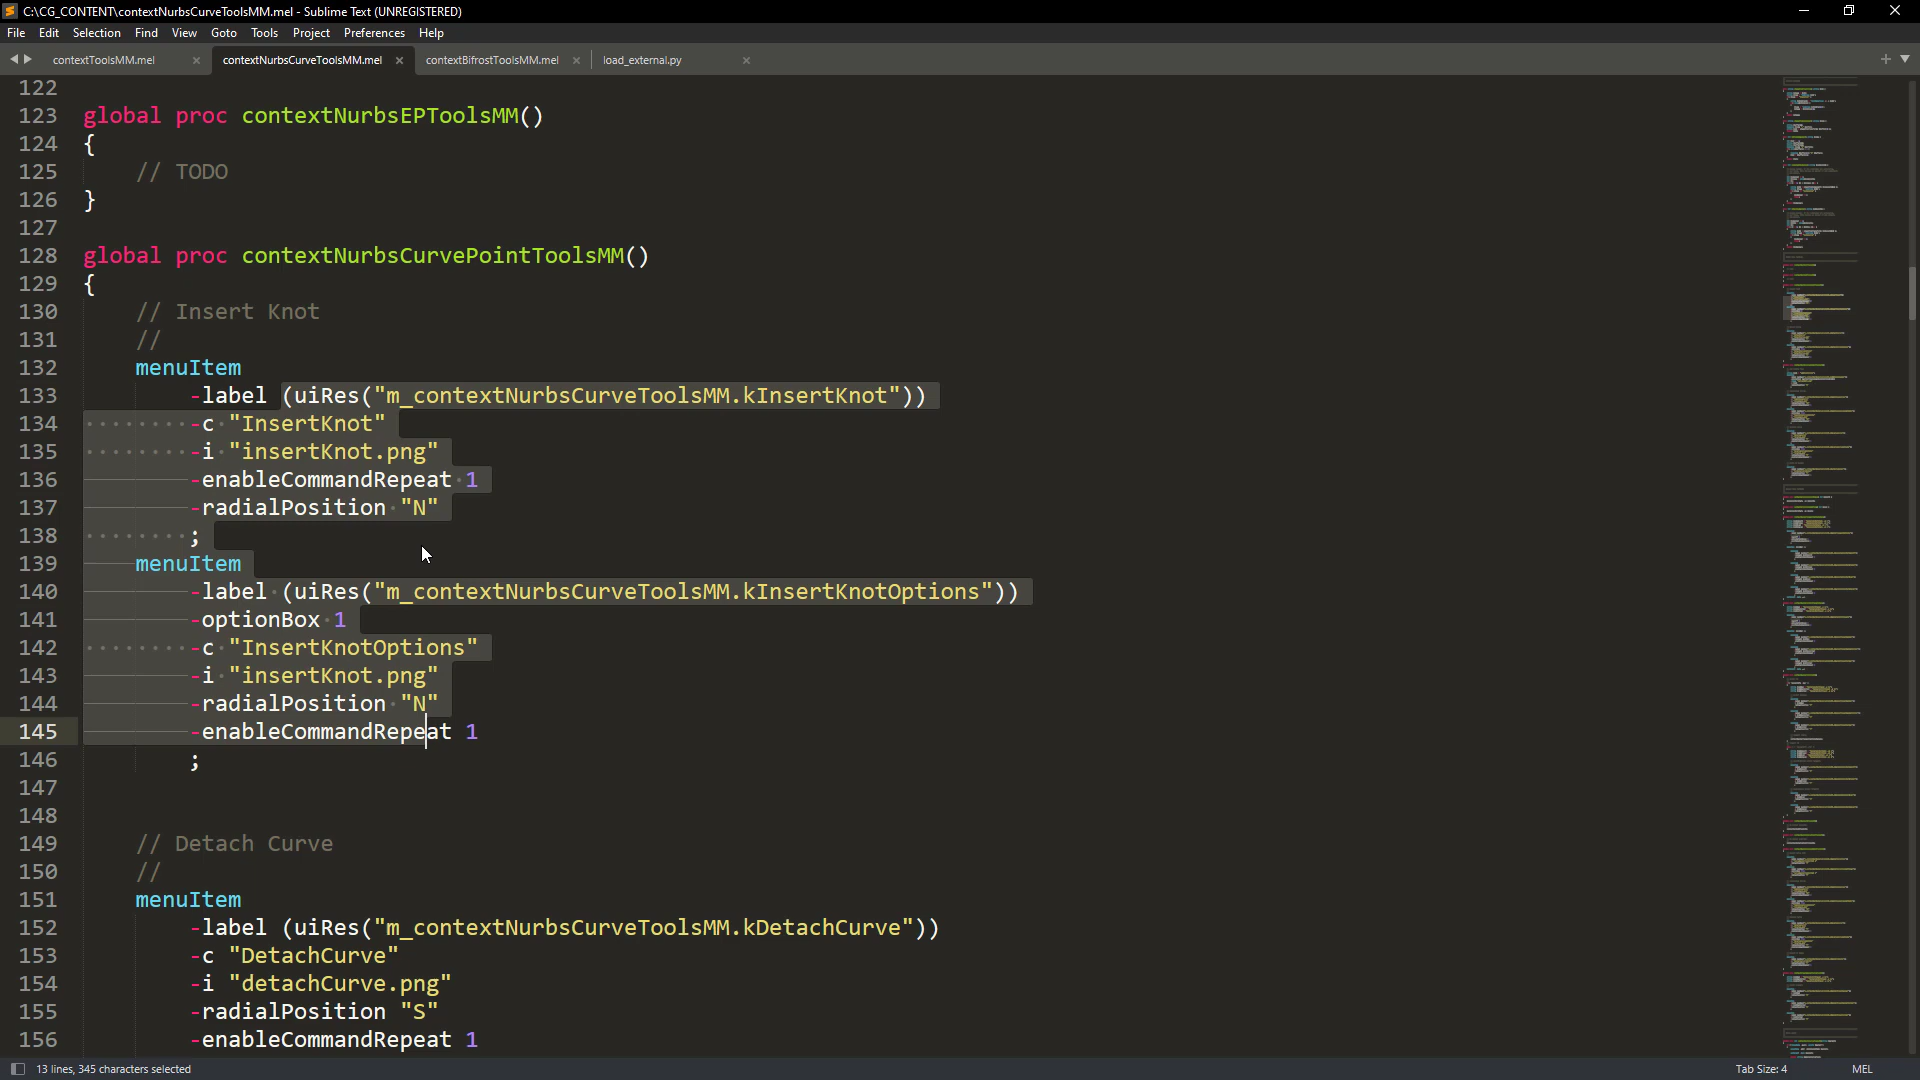 C:\CG_CONTENT\contextNurbsCurveToolsMM.mel - Sublime Text (UNREGISTERED)
File Edit Selection Find View Goto Tools Project Preferences Help
contextToolsMM.mel contextNurbsCurveToolsMM.mel contextBifrostToolsMM.mel load_external.py
122
123 global proc contextNurbsEPToolsMM()
124 {
125 // TODO
126 }
127
128 global proc contextNurbsCurvePointToolsMM()
129 {
130 // Insert Knot
131 //
132 menuItem
133 -label (uiRes("m_contextNurbsCurveToolsMM.kInsertKnot"))
134 -c "InsertKnot"
135 -i "insertKnot.png"
136 -enableCommandRepeat 1
137 -radialPosition "N"
138 ;
139 menuItem
140 -label (uiRes("m_contextNurbsCurveToolsMM.kInsertKnotOptions"))
141 -optionBox 1
142 -c "InsertKnotOptions"
143 -i "insertKnot.png"
144 -radialPosition "N"
145 -enableCommandRepeat 1
146 ;
147
148
149 // Detach Curve
150 //
151 menuItem
152 -label (uiRes("m_contextNurbsCurveToolsMM.kDetachCurve"))
153 -c "DetachCurve"
154 -i "detachCurve.png"
155 -radialPosition "S"
156 -enableCommandRepeat 1
13 lines, 345 characters selected Tab Size: 4 MEL